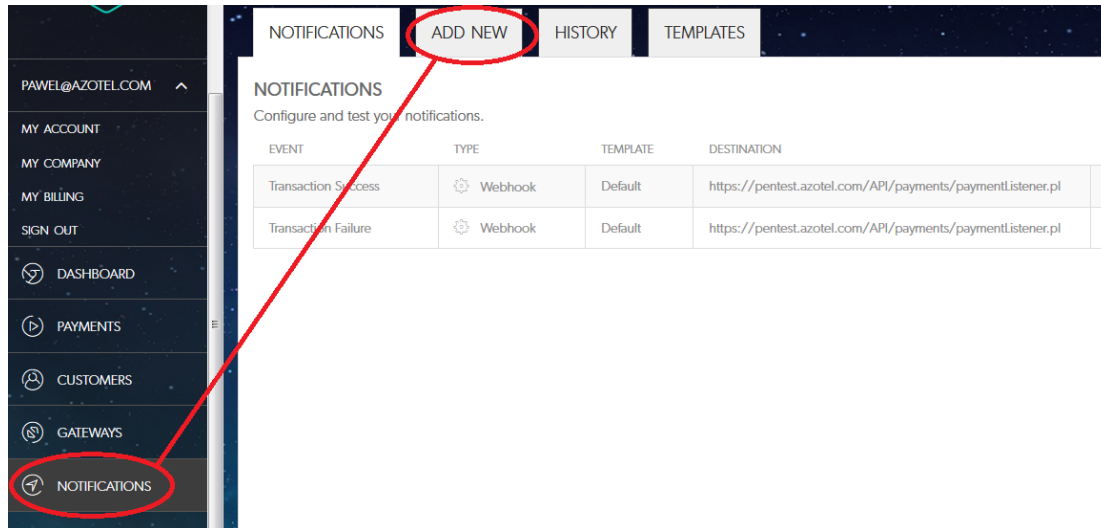 NOTIFICATIONS ADD NEW HISTORY TEMPLATES
PAWEL@AZOTEL.COM
MY ACCOUNT
MY COMPANY
MY BILLING
SIGN OUT
DASHBOARD
PAYMENTS
CUSTOMERS
GATEWAYS
NOTIFICATIONS
NOTIFICATIONS
Configure and test your notifications.
EVENT TYPE TEMPLATE DESTINATION
Transaction Success Webhook Default https://pentest.azotel.com/API/payments/paymentListener.pl
Transaction Failure Webhook Default https://pentest.azotel.com/API/payments/paymentListener.pl